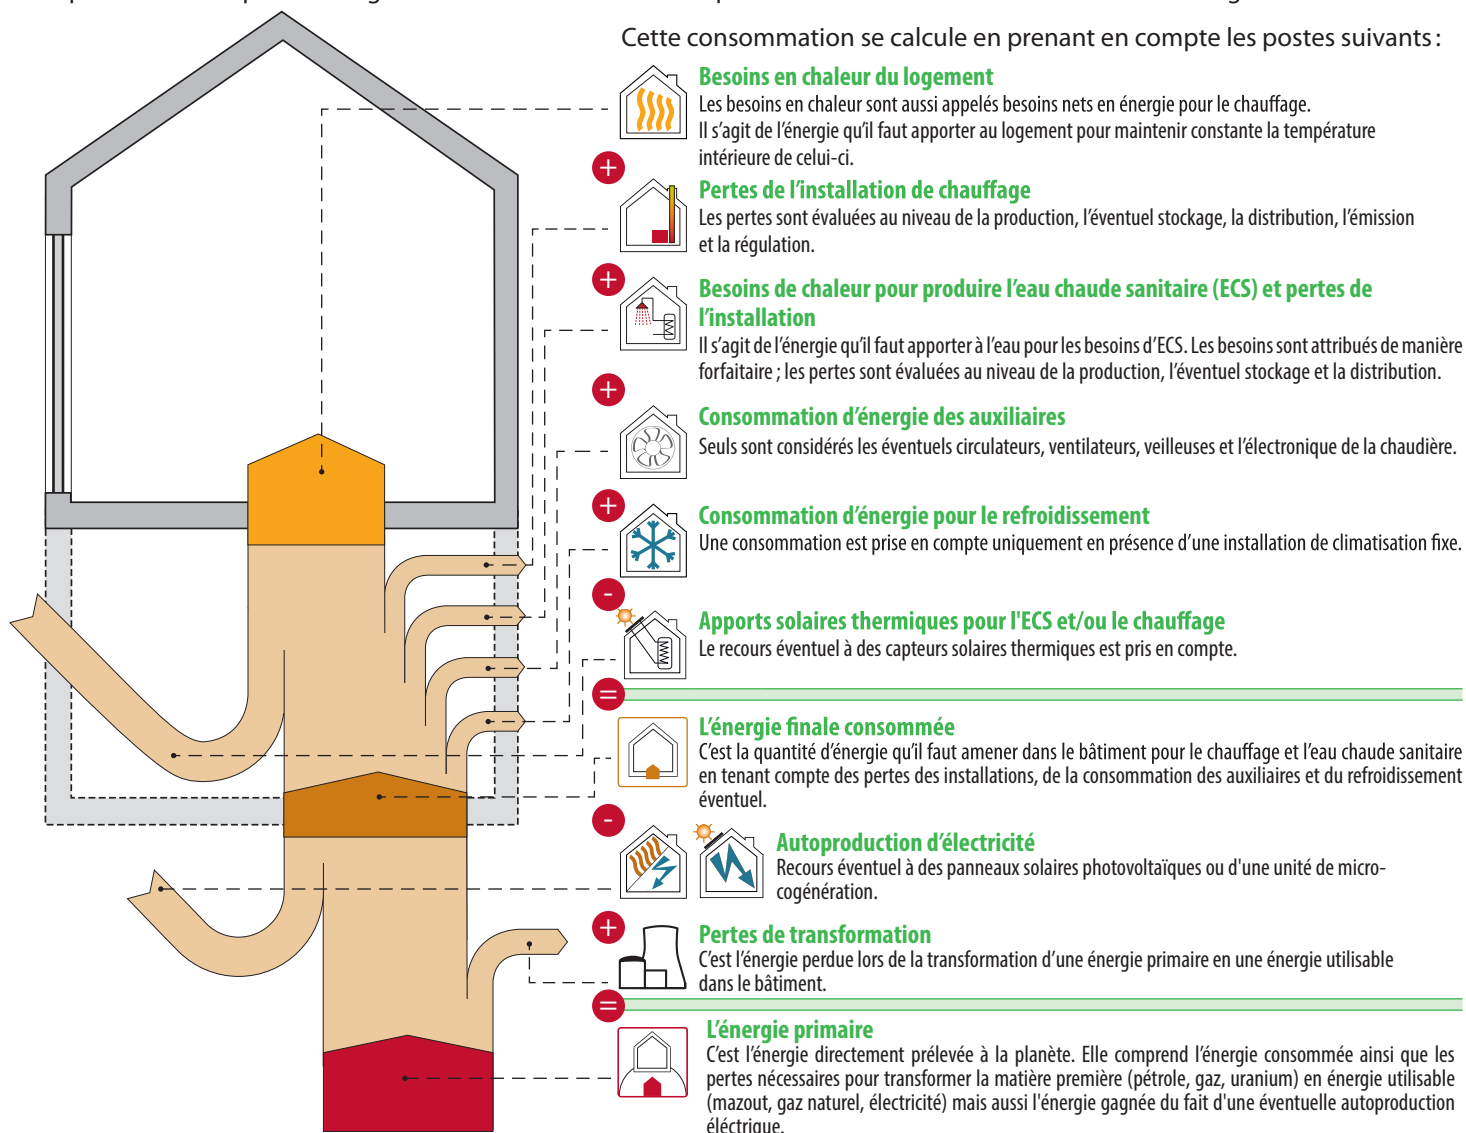 Cette consommation se calcule en prenant en compte les postes suivants :
Besoins en chaleur du logement
Les besoins en chaleur sont aussi appelés besoins nets en énergie pour le chauffage.
Il s’agit de l’énergie qu’il faut apporter au logement pour maintenir constante la température
intérieure de celui-ci.
+
Pertes de l’installation de chauffage
Les pertes sont évaluées au niveau de la production, l’éventuel stockage, la distribution, l’émission
et la régulation.
+
Besoins de chaleur pour produire l’eau chaude sanitaire (ECS) et pertes de
l’installation
Il s’agit de l’énergie qu’il faut apporter à l’eau pour les besoins d’ECS. Les besoins sont attribués de manière
forfaitaire ; les pertes sont évaluées au niveau de la production, l’éventuel stockage et la distribution.
+
Consommation d’énergie des auxiliaires
Seuls sont considérés les éventuels circulateurs, ventilateurs, veilleuses et l’électronique de la chaudière.
+
Consommation d’énergie pour le refroidissement
Une consommation est prise en compte uniquement en présence d’une installation de climatisation fixe.
-
Apports solaires thermiques pour l'ECS et/ou le chauffage
Le recours éventuel à des capteurs solaires thermiques est pris en compte.
=
L’énergie finale consommée
C’est la quantité d’énergie qu’il faut amener dans le bâtiment pour le chauffage et l’eau chaude sanitaire
en tenant compte des pertes des installations, de la consommation des auxiliaires et du refroidissement
éventuel.
-
Autoproduction d’électricité
Recours éventuel à des panneaux solaires photovoltaïques ou d'une unité de micro-
cogénération.
+
Pertes de transformation
C’est l’énergie perdue lors de la transformation d’une énergie primaire en une énergie utilisable
dans le bâtiment.
=
L’énergie primaire
C’est l’énergie directement prélevée à la planète. Elle comprend l’énergie consommée ainsi que les
pertes nécessaires pour transformer la matière première (pétrole, gaz, uranium) en énergie utilisable
(mazout, gaz naturel, électricité) mais aussi l'énergie gagnée du fait d'une éventuelle autoproduction
éléctrique.